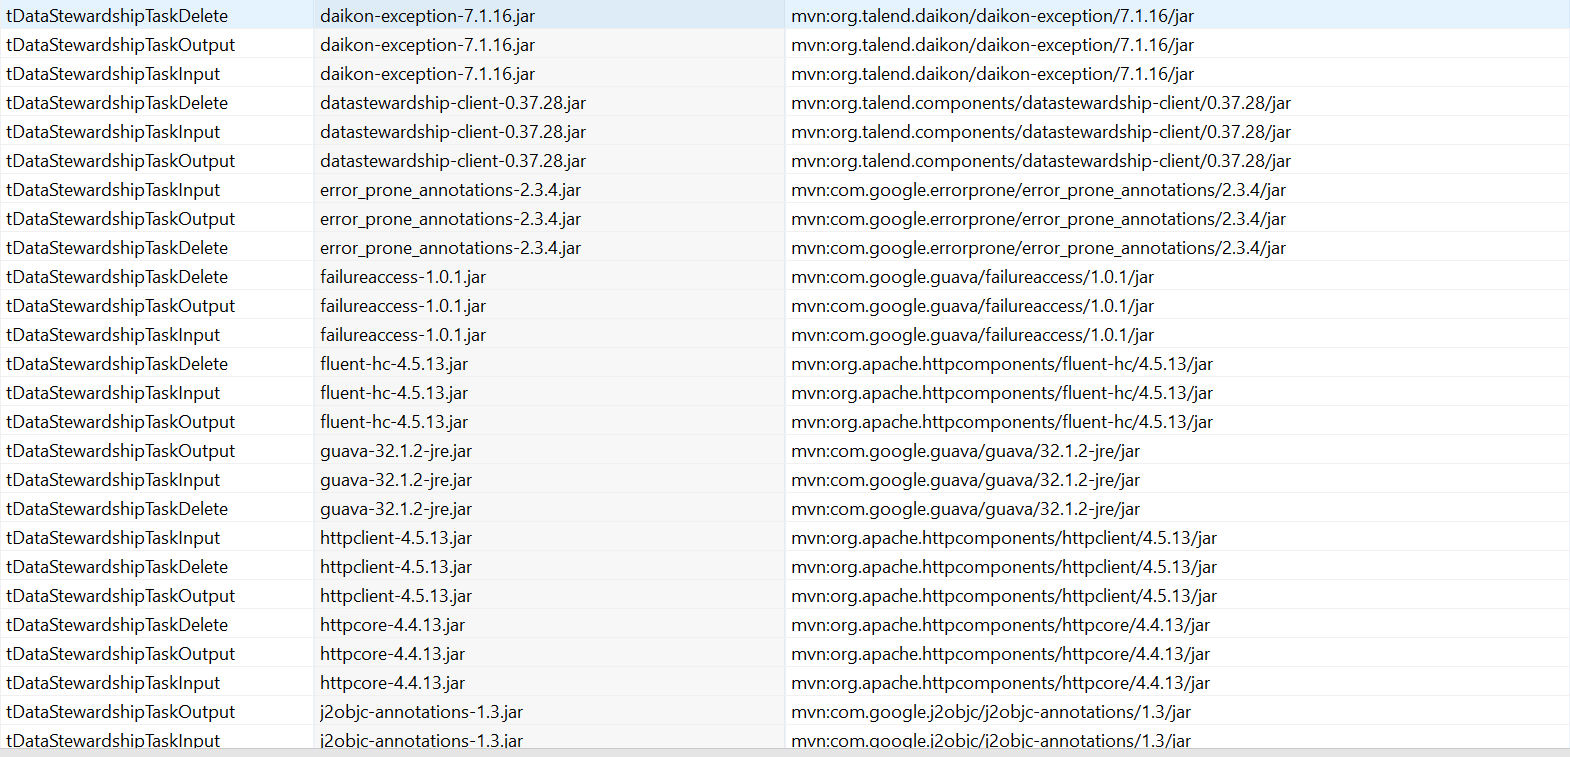 tDataStewardshipTaskDelete daikon-exception-7.1.16.jar mvn:org.talend.daikon/daikon-exception/7.1.16/jar
tDataStewardshipTaskOutput daikon-exception-7.1.16.jar mvn:org.talend.daikon/daikon-exception/7.1.16/jar
tDataStewardshipTaskInput daikon-exception-7.1.16.jar mvn:org.talend.daikon/daikon-exception/7.1.16/jar
tDataStewardshipTaskDelete datastewardship-client-0.37.28.jar mvn:org.talend.components/datastewardship-client/0.37.28/jar
tDataStewardshipTaskInput datastewardship-client-0.37.28.jar mvn:org.talend.components/datastewardship-client/0.37.28/jar
tDataStewardshipTaskOutput datastewardship-client-0.37.28.jar mvn:org.talend.components/datastewardship-client/0.37.28/jar
tDataStewardshipTaskInput error_prone_annotations-2.3.4.jar mvn:com.google.errorprone/error_prone_annotations/2.3.4/jar
tDataStewardshipTaskOutput error_prone_annotations-2.3.4.jar mvn:com.google.errorprone/error_prone_annotations/2.3.4/jar
tDataStewardshipTaskDelete error_prone_annotations-2.3.4.jar mvn:com.google.errorprone/error_prone_annotations/2.3.4/jar
tDataStewardshipTaskDelete failureaccess-1.0.1.jar mvn:com.google.guava/failureaccess/1.0.1/jar
tDataStewardshipTaskOutput failureaccess-1.0.1.jar mvn:com.google.guava/failureaccess/1.0.1/jar
tDataStewardshipTaskInput failureaccess-1.0.1.jar mvn:com.google.guava/failureaccess/1.0.1/jar
tDataStewardshipTaskDelete fluent-hc-4.5.13.jar mvn:org.apache.httpcomponents/fluent-hc/4.5.13/jar
tDataStewardshipTaskInput fluent-hc-4.5.13.jar mvn:org.apache.httpcomponents/fluent-hc/4.5.13/jar
tDataStewardshipTaskOutput fluent-hc-4.5.13.jar mvn:org.apache.httpcomponents/fluent-hc/4.5.13/jar
tDataStewardshipTaskOutput guava-32.1.2-jre.jar mvn:com.google.guava/guava/32.1.2-jre/jar
tDataStewardshipTaskInput guava-32.1.2-jre.jar mvn:com.google.guava/guava/32.1.2-jre/jar
tDataStewardshipTaskDelete guava-32.1.2-jre.jar mvn:com.google.guava/guava/32.1.2-jre/jar
tDataStewardshipTaskInput httpclient-4.5.13.jar mvn:org.apache.httpcomponents/httpclient/4.5.13/jar
tDataStewardshipTaskDelete httpclient-4.5.13.jar mvn:org.apache.httpcomponents/httpclient/4.5.13/jar
tDataStewardshipTaskOutput httpclient-4.5.13.jar mvn:org.apache.httpcomponents/httpclient/4.5.13/jar
tDataStewardshipTaskDelete httpcore-4.4.13.jar mvn:org.apache.httpcomponents/httpcore/4.4.13/jar
tDataStewardshipTaskOutput httpcore-4.4.13.jar mvn:org.apache.httpcomponents/httpcore/4.4.13/jar
tDataStewardshipTaskInput httpcore-4.4.13.jar mvn:org.apache.httpcomponents/httpcore/4.4.13/jar
tDataStewardshipTaskOutput j2objc-annotations-1.3.jar mvn:com.google.j2objc/j2objc-annotations/1.3/jar
tDataStewardshipTaskInput j2objc-annotations-1.3.jar mvn:com.google.j2objc/j2objc-annotations/1.3/jar